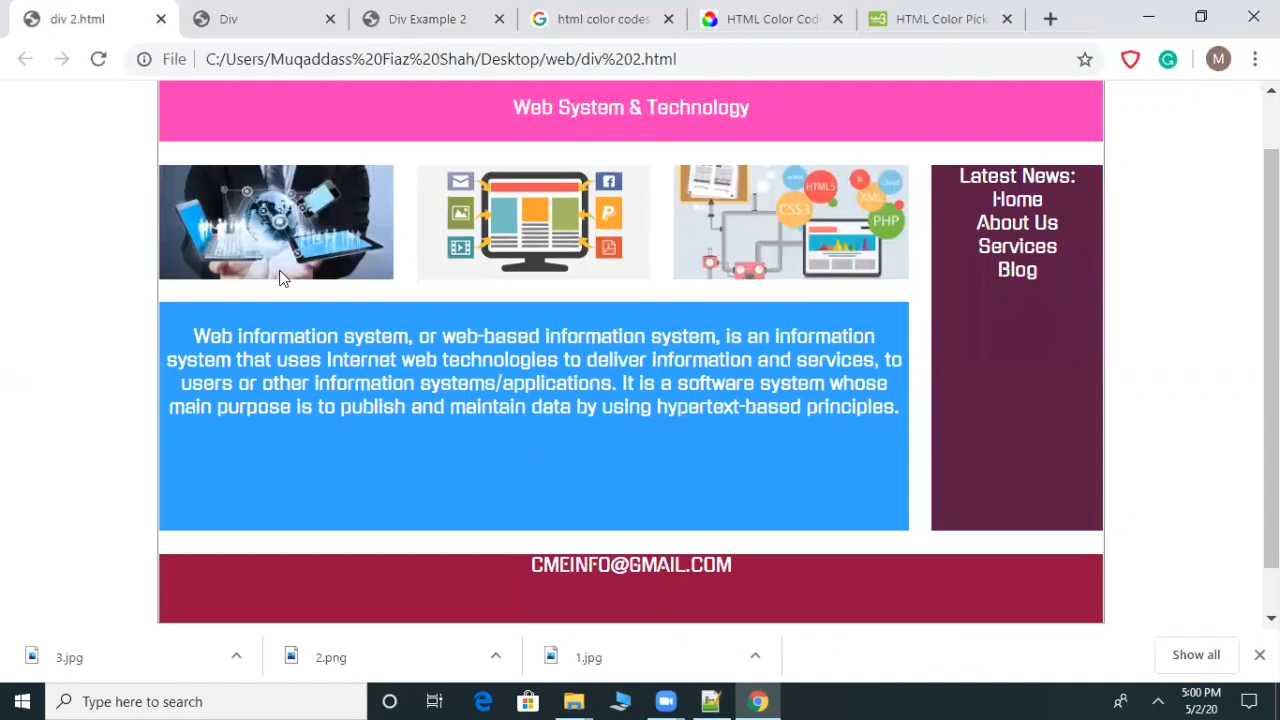 div 2.html
Div
Div Example 2
html color codes
HTML Color Cod
HTML Color Pick
File
C:/Users/Muqaddass%20Fiaz%20Shah/Desktop/web/div%202.html
M
Web System & Technology
HTML5
CSS3
XML
PHP
Latest News:
Home
About Us
Services
Blog
Web information system, or web-based information system, is an information
system that uses Internet web technologies to deliver information and services, to
users or other information systems/applications. It is a software system whose
main purpose is to publish and maintain data by using hypertext-based principles.
CMEINFO@GMAIL.COM
3.jpg
2.png
1.jpg
Show all
Type here to search
5:00 PM
5/2/20